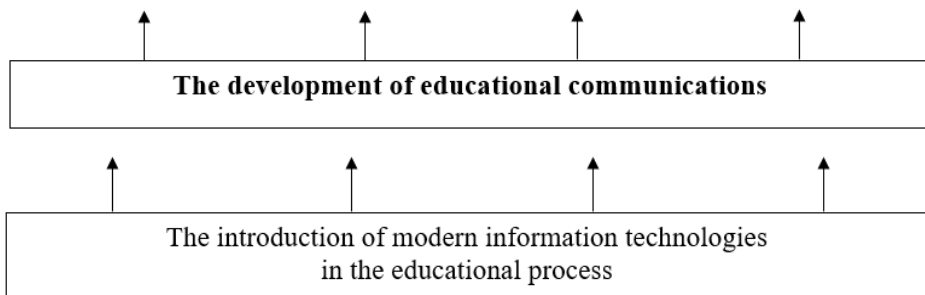 The development of educational communications
The introduction of modern information technologies
in the educational process